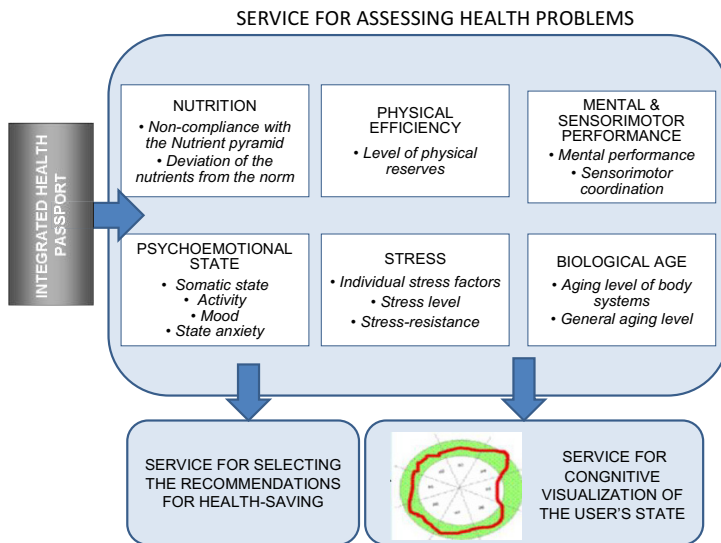 SERVICE FOR ASSESSING HEALTH PROBLEMS
INTEGRATED HEALTH
PASSPORT
NUTRITION
• Non-compliance with
the Nutrient pyramid
• Deviation of the
nutrients from the norm
PHYSICAL
EFFICIENCY
• Level of physical
reserves
MENTAL &
SENSORIMOTOR
PERFORMANCE
• Mental performance
• Sensorimotor
coordination
PSYCHOEMOTIONAL
STATE
• Somatic state
• Activity
• Mood
• State anxiety
STRESS
• Individual stress factors
• Stress level
• Stress-resistance
BIOLOGICAL AGE
• Aging level of body
systems
• General aging level
SERVICE FOR SELECTING
THE RECOMMENDATIONS
FOR HEALTH-SAVING
SERVICE FOR
CONGNITIVE
VISUALIZATION OF
THE USER'S STATE